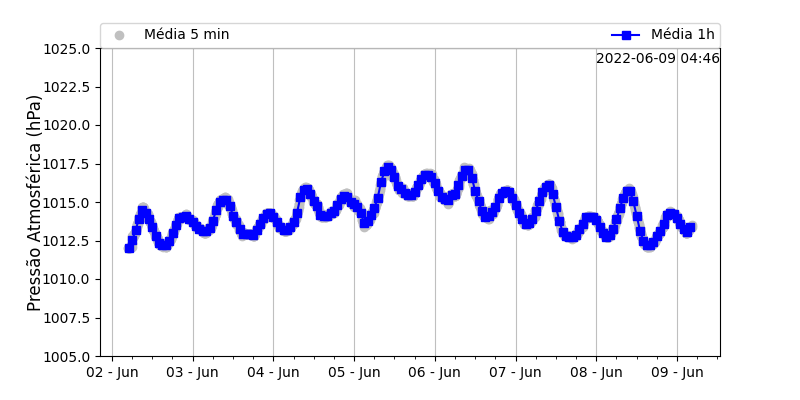 Média 5 min
Média 1h
2022-06-09 04:46
Pressão Atmosférica (hPa)
1025.0
1022.5
1020.0
1017.5
1015.0
1012.5
1010.0
1007.5
1005.0
02 - Jun
03 - Jun
04 - Jun
05 - Jun
06 - Jun
07 - Jun
08 - Jun
09 - Jun